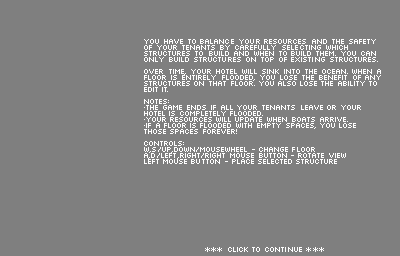 YOU HAVE TO BALANCE YOUR RESOURCES AND THE SAFETY
OF YOUR TENANTS BY CAREFULLY SELECTING WHICH
STRUCTURES TO BUILD AND WHEN TO BUILD THEM. YOU CAN
ONLY BUILD STRUCTURES ON TOP OF EXISTING STRUCTURES.
OVER TIME, YOUR HOTEL WILL SINK INTO THE OCEAN. WHEN A
FLOOR IS ENTIRELY FLOODED, YOU LOSE THE BENEFIT OF ANY
STRUCTURES ON THAT FLOOR. YOU ALSO LOSE THE ABILITY TO
EDIT IT.
NOTES:
-THE GAME ENDS IF ALL YOUR TENANTS LEAVE OR YOUR
HOTEL IS COMPLETELY FLOODED.
-YOUR RESOURCES WILL UPDATE WHEN BOATS ARRIVE.
-IF A FLOOR IS FLOODED WITH EMPTY SPACES, YOU LOSE
THOSE SPACES FOREVER!
CONTROLS:
W,S/UP,DOWN/MOUSEWHEEL - CHANGE FLOOR
A,D/LEFT,RIGHT/RIGHT MOUSE BUTTON - ROTATE VIEW
LEFT MOUSE BUTTON - PLACE SELECTED STRUCTURE
*** CLICK TO CONTINUE ***